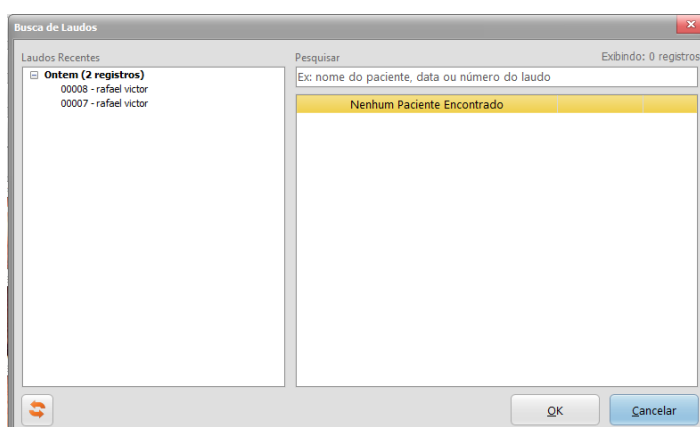 Busca de Laudos
Laudos Recentes
Ontem (2 registros)
00008 - rafael victor
00007 - rafael victor
Pesquisar
Exibindo: 0 registros
Ex: nome do paciente, data ou número do laudo
Nenhum Paciente Encontrado
OK
Cancelar